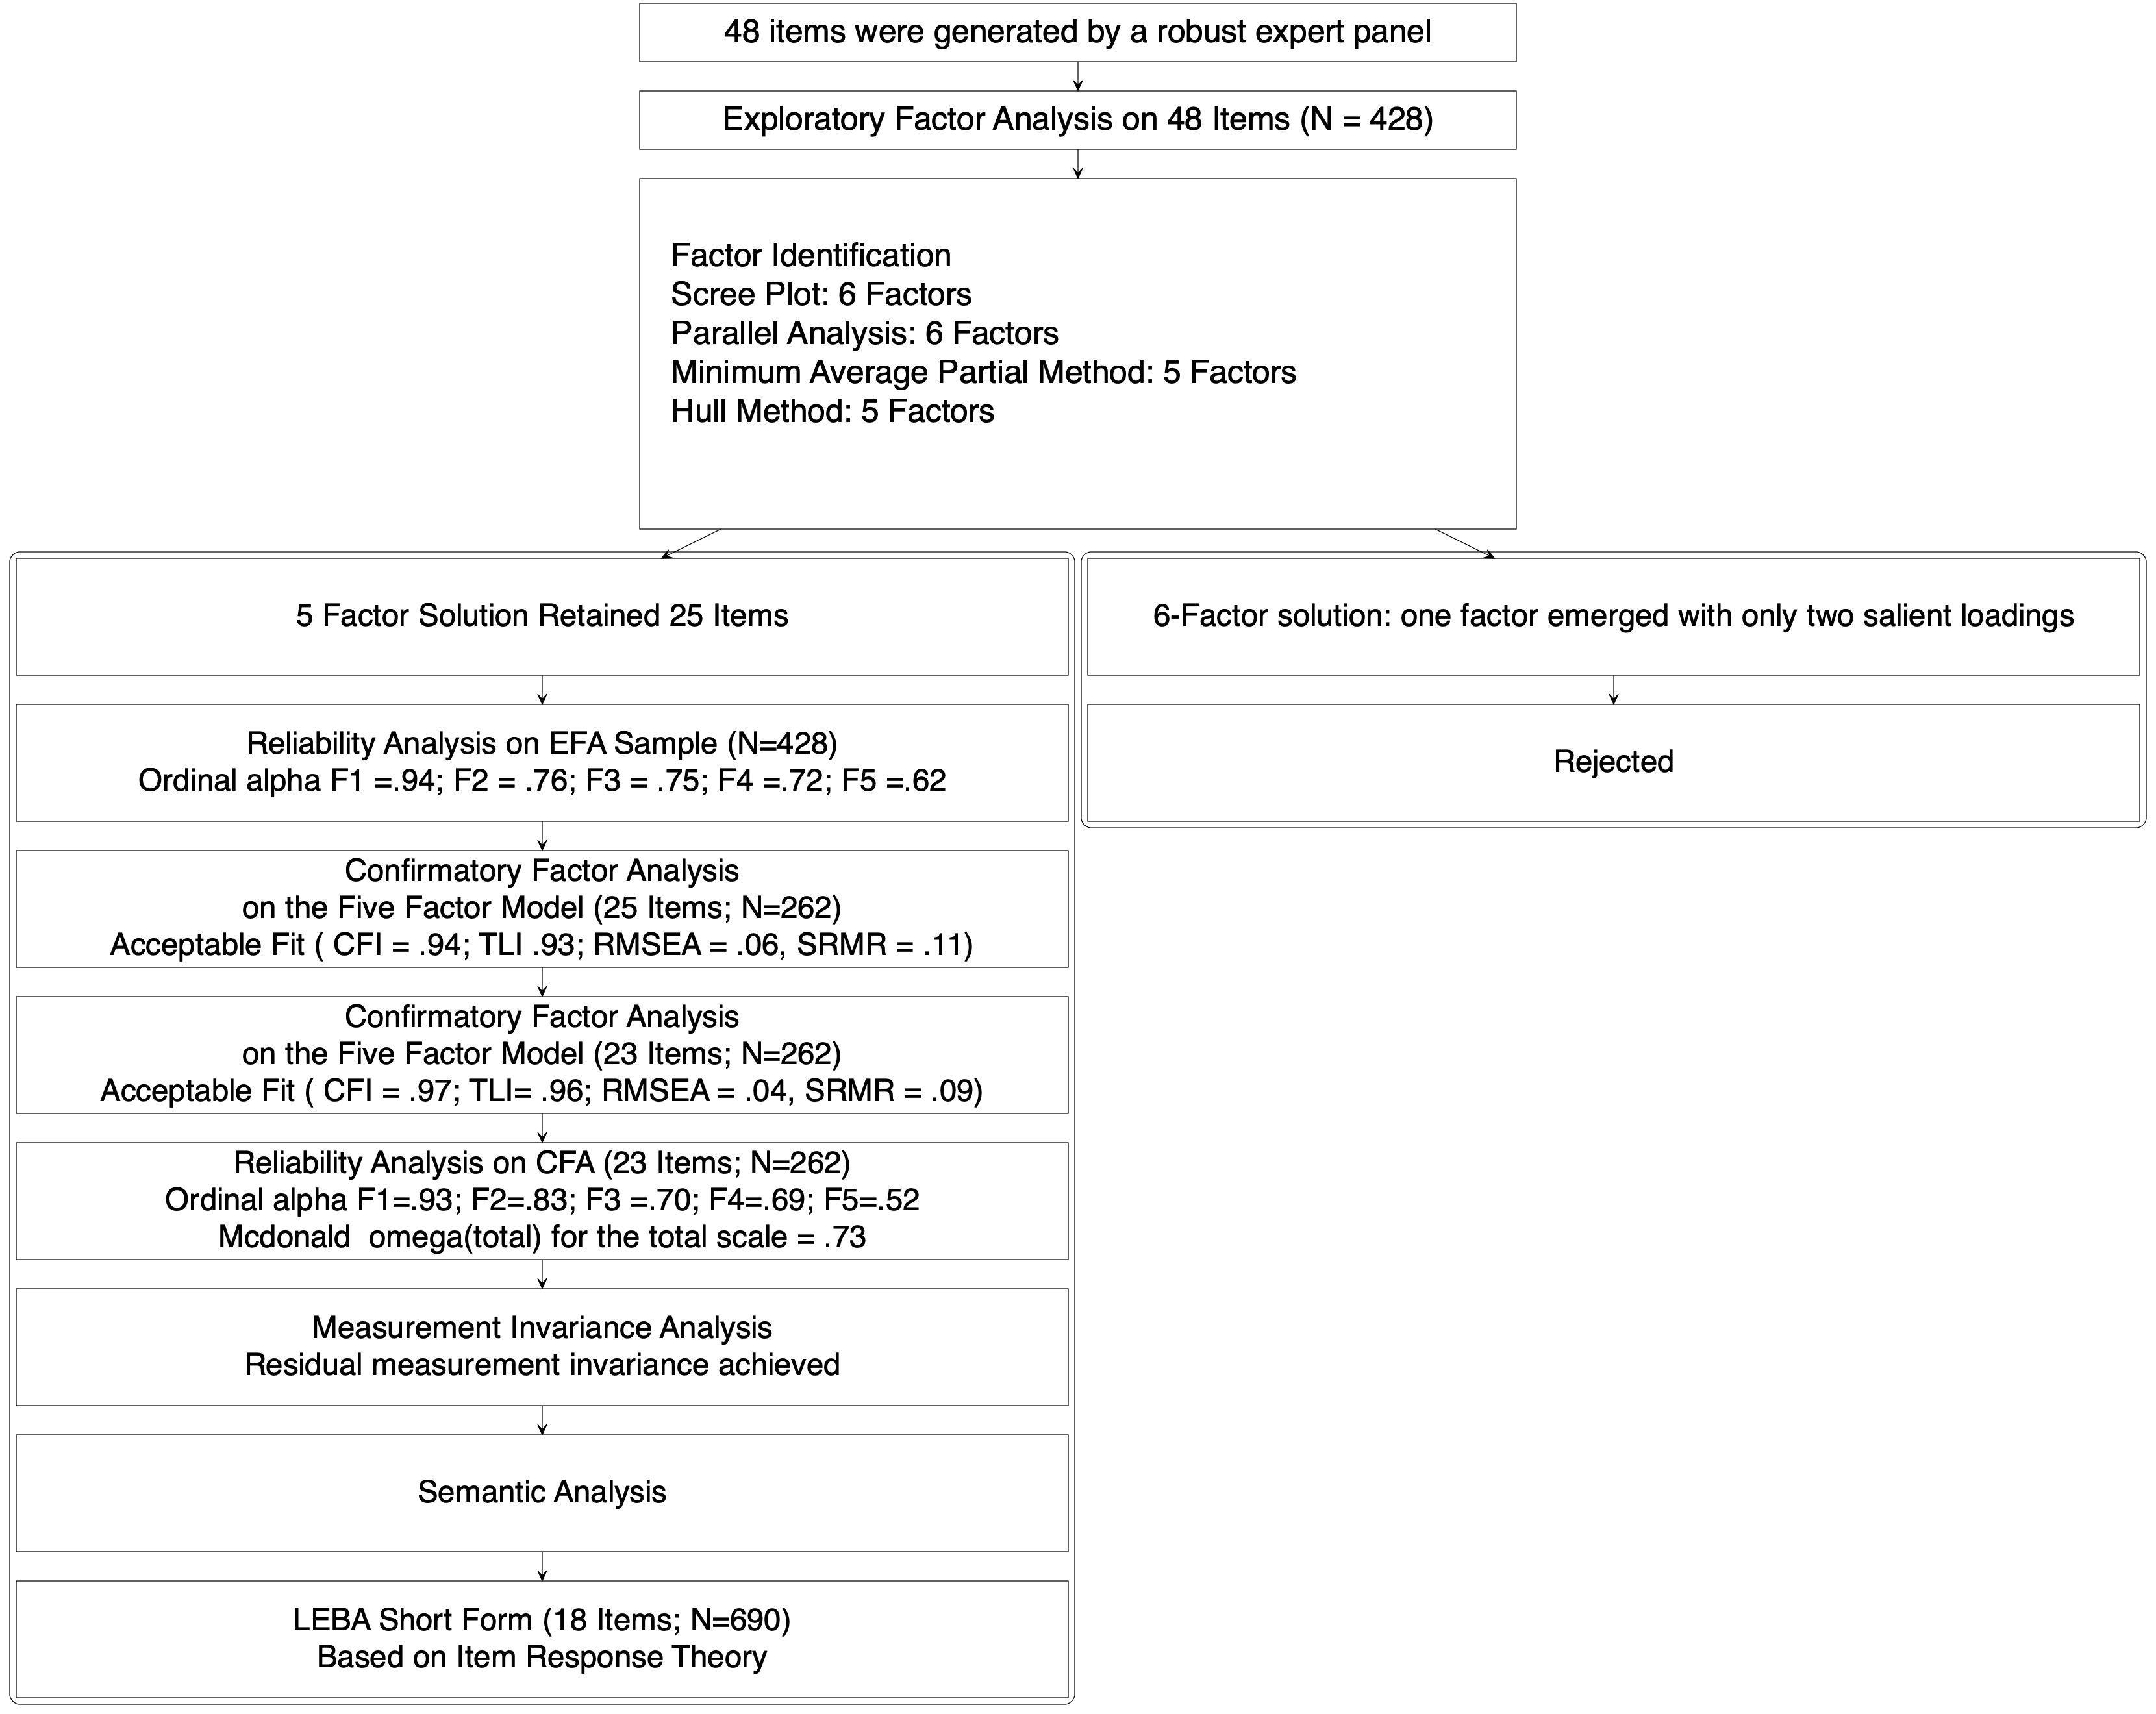 48 items were generated by a robust expert panel
Exploratory Factor Analysis on 48 Items (N = 428)
Factor Identification
Scree Plot: 6 Factors
Parallel Analysis: 6 Factors
Minimum Average Partial Method: 5 Factors
Hull Method: 5 Factors
5 Factor Solution Retained 25 Items
6-Factor solution: one factor emerged with only two salient loadings
Reliability Analysis on EFA Sample (N=428)
Ordinal alpha F1 =.94; F2 = .76; F3 = .75; F4 =.72; F5 =.62
Rejected
Confirmatory Factor Analysis
on the Five Factor Model (25 Items; N=262)
Acceptable Fit ( CFI = .94; TLI .93; RMSEA = .06, SRMR = .11)
Confirmatory Factor Analysis
on the Five Factor Model (23 Items; N=262)
Acceptable Fit ( CFI = .97; TLI= .96; RMSEA = .04, SRMR = .09)
Reliability Analysis on CFA (23 Items; N=262)
Ordinal alpha F1=.93; F2=.83; F3 =.70; F4=.69; F5=.52
Mcdonald  omega(total) for the total scale = .73
Measurement Invariance Analysis
Residual measurement invariance achieved
Semantic Analysis
LEBA Short Form (18 Items; N=690)
Based on Item Response Theory